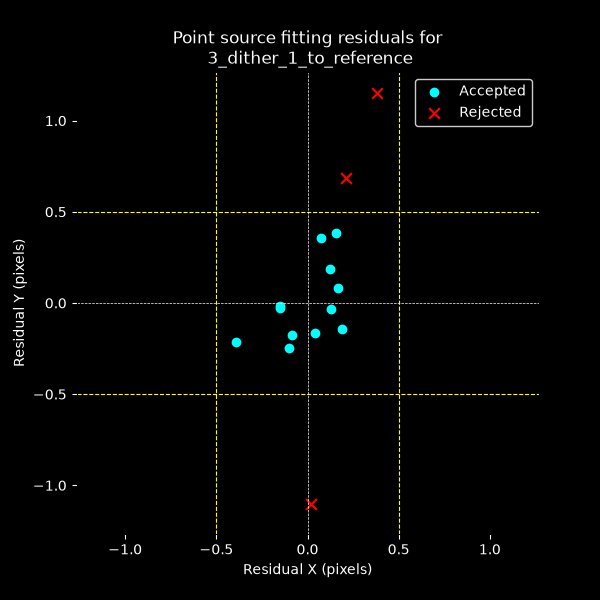 Point source fitting residuals for
3_dither_1_to_reference
Accepted
Rejected
Residual Y (pixels)
1.0
0.5
0.0
−0.5
−1.0
−1.0
−0.5
0.0
0.5
1.0
Residual X (pixels)